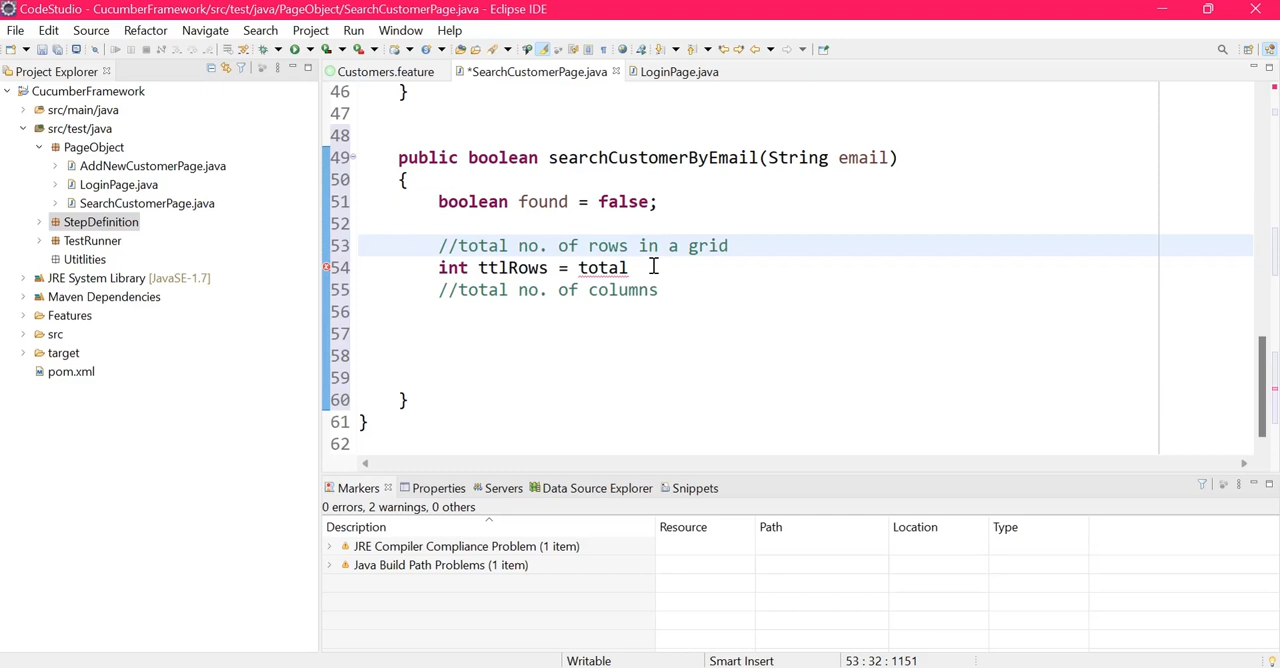 CodeStudio - CucumberFramework/src/test/java/PageObject/SearchCustomerPage.java - Eclipse IDE
File Edit Source Refactor Navigate Search Project Run Window Help
Project Explorer
Customers.feature
*SearchCustomerPage.java
LoginPage.java
CucumberFramework
src/main/java
src/test/java
PageObject
AddNewCustomerPage.java
LoginPage.java
SearchCustomerPage.java
StepDefinition
TestRunner
Uititlies
JRE System Library [JavaSE-1.7]
Maven Dependencies
Features
src
target
pom.xml
46 }
47
48
49 public boolean searchCustomerByEmail(String email)
50 {
51 boolean found = false;
52
53 //total no. of rows in a grid
54 int ttlRows = total
55 //total no. of columns
56
57
58
59
60 }
61 }
62
Markers Properties Servers Data Source Explorer Snippets
0 errors, 2 warnings, 0 others
Description Resource Path Location Type
JRE Compiler Compliance Problem (1 item)
Java Build Path Problems (1 item)
Writable Smart Insert 53 : 32 : 1151